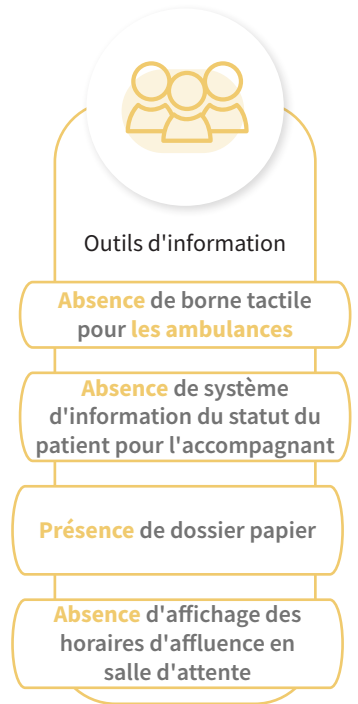 Outils d'information
Absence de borne tactile
pour les ambulances
Absence de système
d'information du statut du
patient pour l'accompagnant
Présence de dossier papier
Absence d'affichage des
horaires d'affluence en
salle d'attente